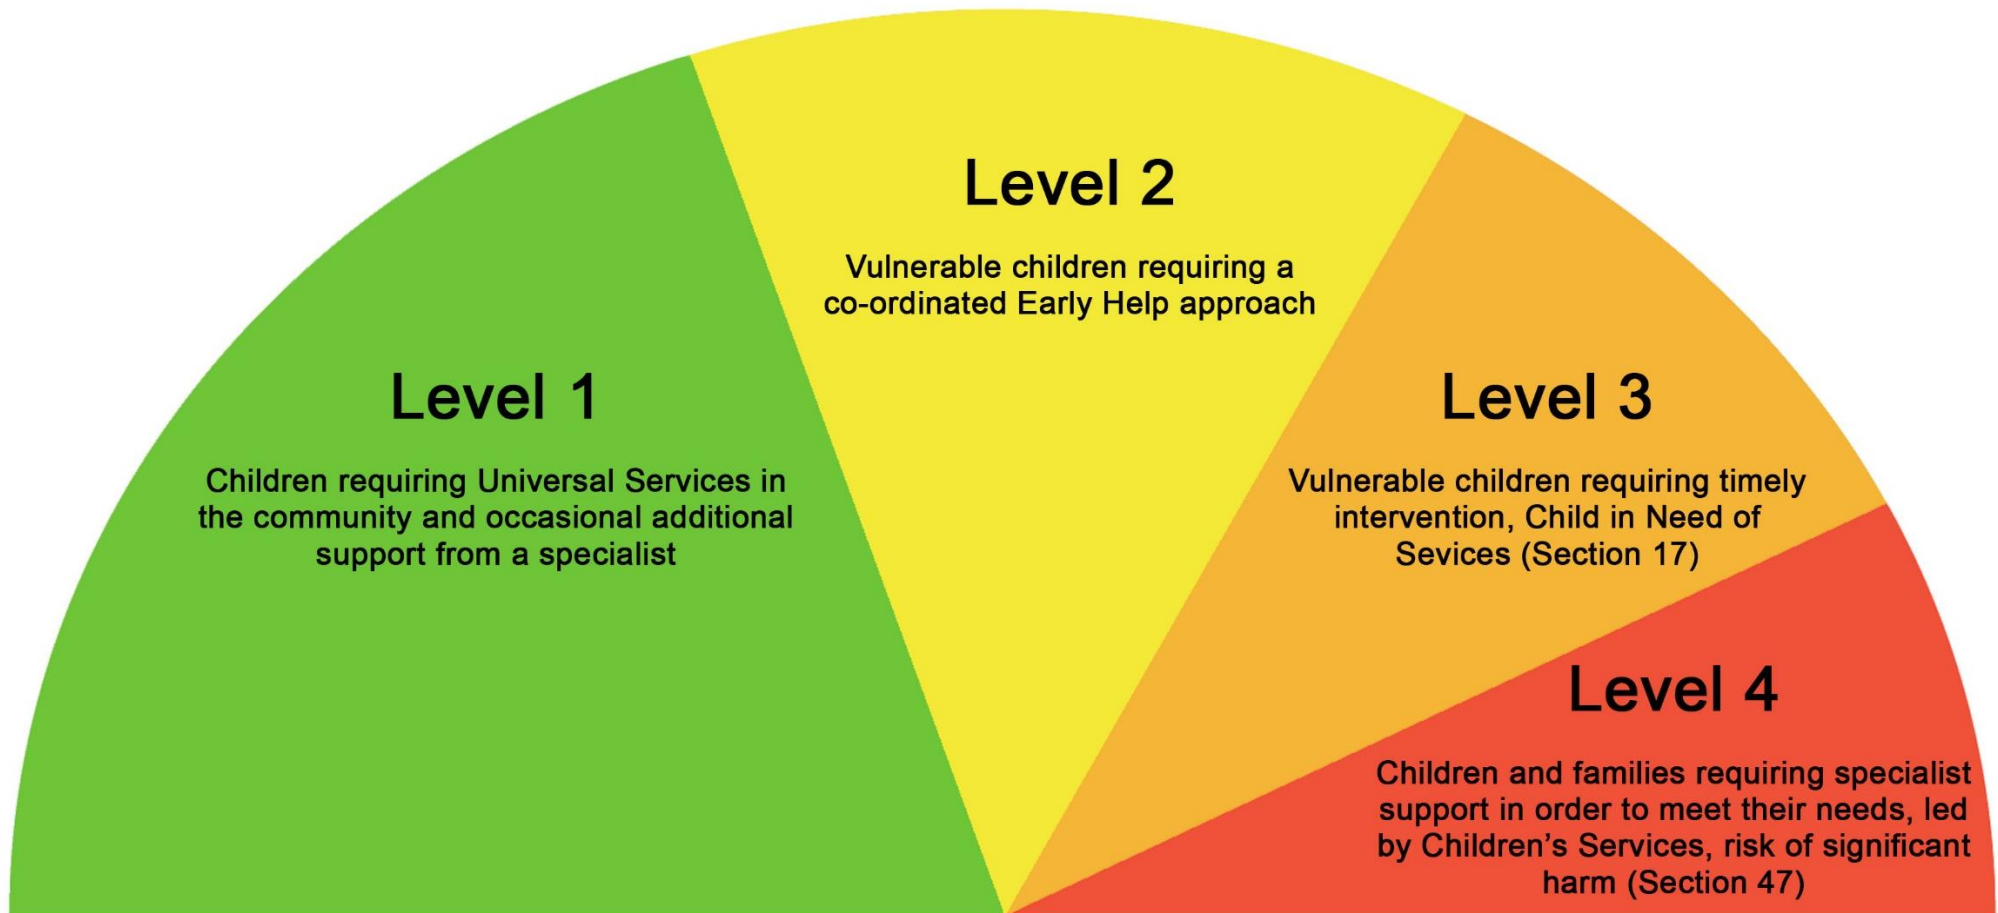 Level 1
Children requiring Universal Services in
the community and occasional additional
support from a specialist
Level 2
Vulnerable children requiring a
co-ordinated Early Help approach
Level 3
Vulnerable children requiring timely
intervention, Child in Need of
Sevices (Section 17)
Level 4
Children and families requiring specialist
support in order to meet their needs, led
by Children’s Services, risk of significant
harm (Section 47)